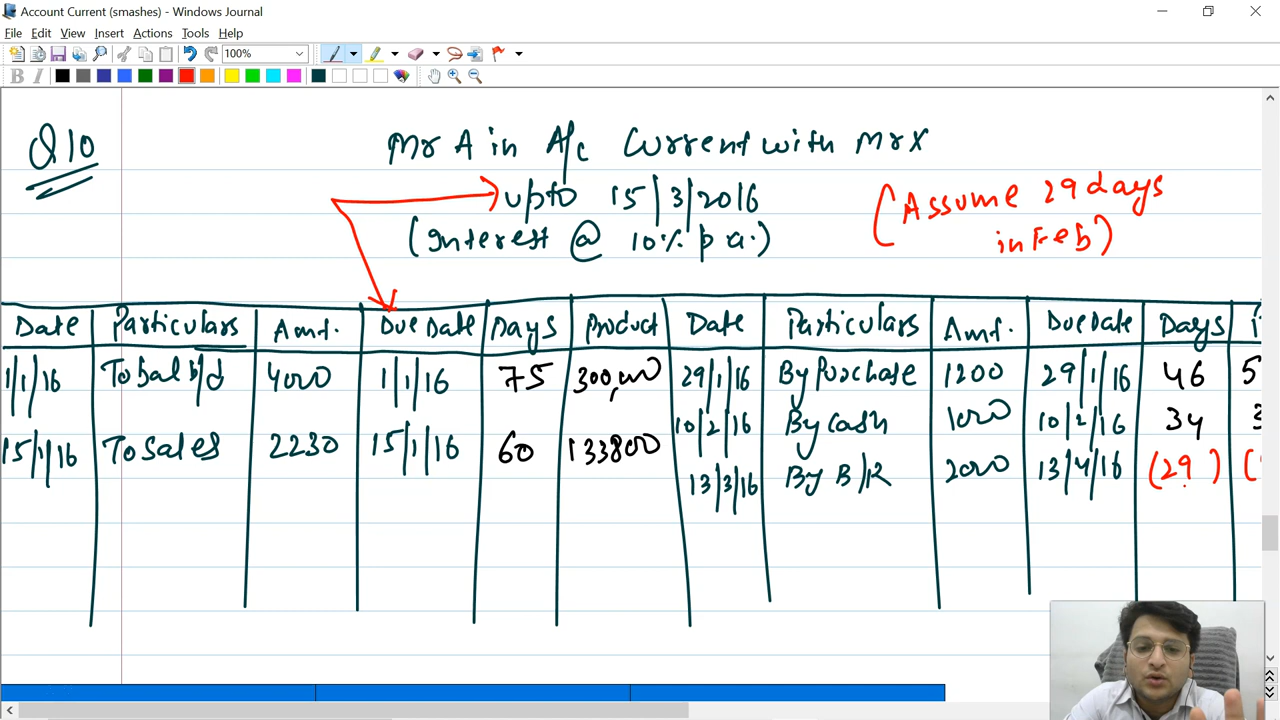 Account Current (smashes) - Windows Journal
File Edit View Insert Actions Tools Help
100%
B I
Q10
Mr A in A/c Current with Mr X
upto 15/3/2016
(Interest @ 10% p.a.)
(Assume 29 days
in Feb)
Date Particulars Amt. Due Date Days Product Date Particulars Amt. Due Date Days
1/1/16 To bal b/d 4000 1/1/16 75 300,000 29/1/16 By Purchase 1200 29/1/16 46 5
15/1/16 To Sales 2230 15/1/16 60 133800 10/2/16 By Cash 1000 10/2/16 34 3
13/3/16 By B/R 2000 13/4/16 (29) (